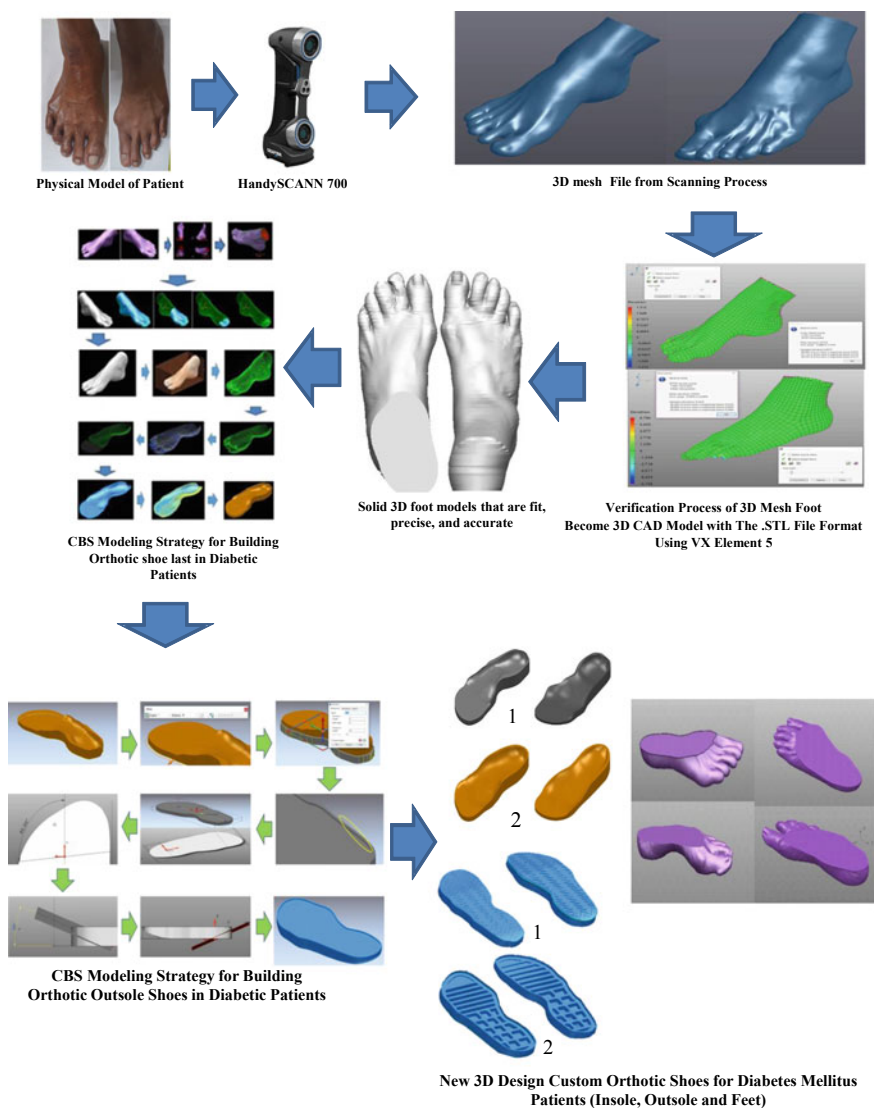 Physical Model of Patient
HandySCANN 700
3D mesh File from Scanning Process
Verification Process of 3D Mesh Foot
Become 3D CAD Model with The .STL File Format
Using VX Element 5
Solid 3D foot models that are fit,
precise, and accurate
CBS Modeling Strategy for Building
Orthotic shoe last in Diabetic
Patients
CBS Modeling Strategy for Building
Orthotic Outsole Shoes in Diabetic Patients
1
2
1
2
New 3D Design Custom Orthotic Shoes for Diabetes Mellitus
Patients (Insole, Outsole and Feet)